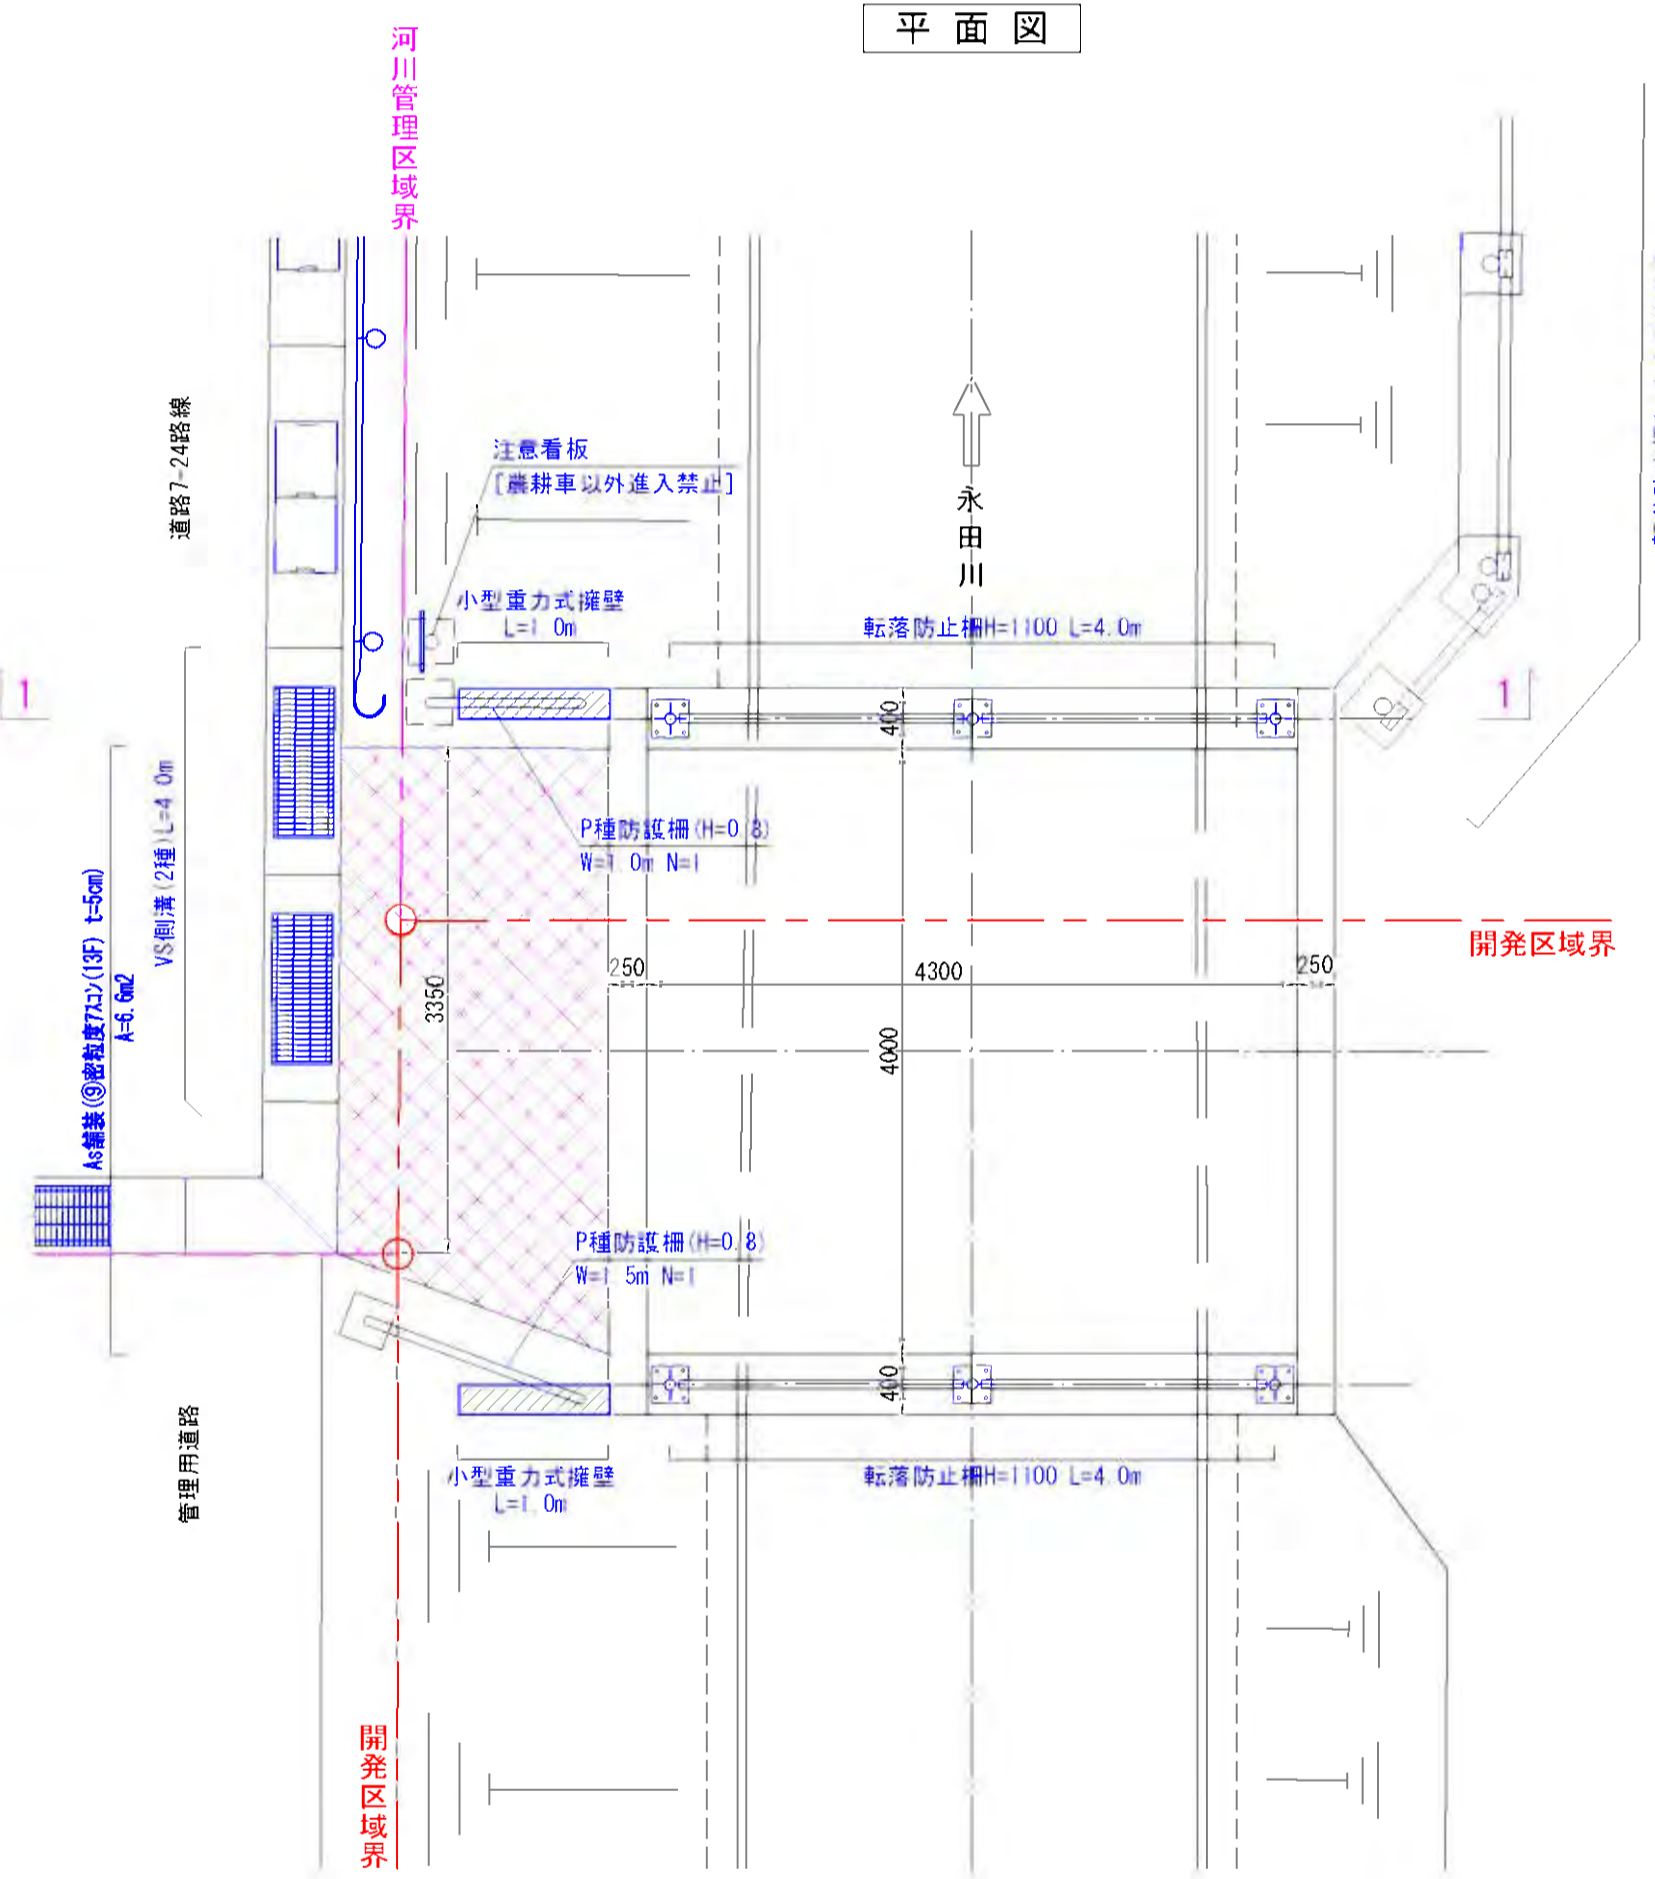 平面図
河川管理区域界
道路7-24路線
注意看板
[農耕車以外進入禁止]
永田川
小型重力式擁壁
L=1.0m
転落防止柵H=1100 L=4.0m
1
1
400
VS側溝(2種)L=4.0m
As舗装(⑨密粒度アスコン(13F) t=5cm)
A=6.6m2
P種防護柵(H=0.8)
W=1.0m N=1
開発区域界
3350
250
4300
250
4000
P種防護柵(H=0.8)
W=1.5m N=1
400
管理用道路
小型重力式擁壁
L=1.0m
転落防止柵H=1100 L=4.0m
開発区域界